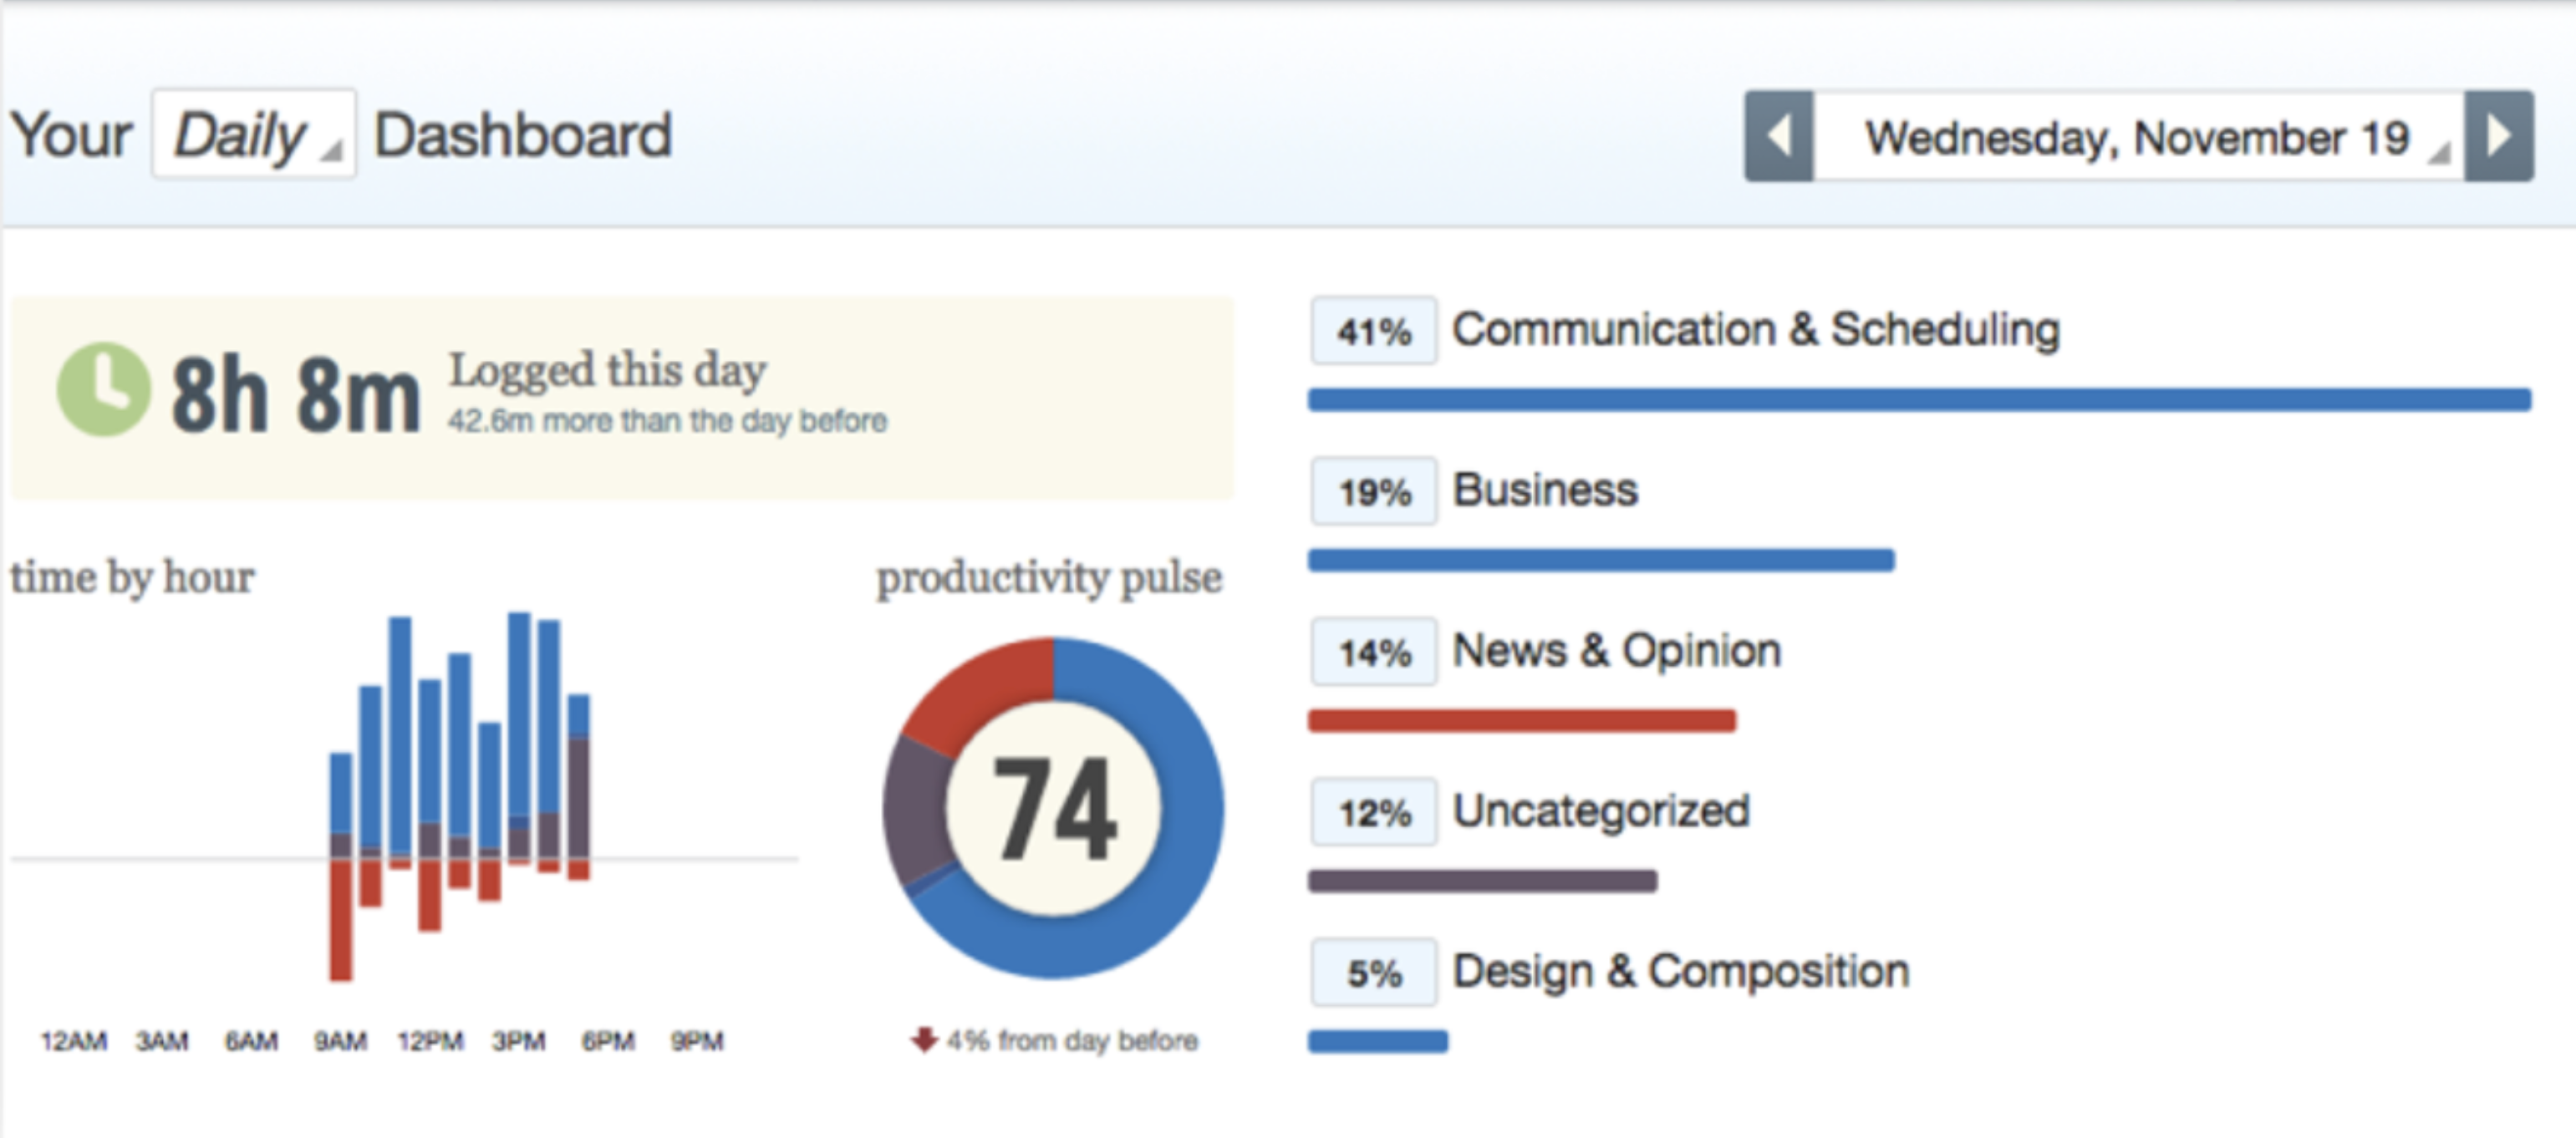 Your Daily Dashboard
Wednesday, November 19
8h 8m
Logged this day
42.6m more than the day before
time by hour
12AM 3AM 6AM 9AM 12PM 3PM 6PM 9PM
productivity pulse
74
4% from day before
41% Communication & Scheduling
19% Business
14% News & Opinion
12% Uncategorized
5% Design & Composition